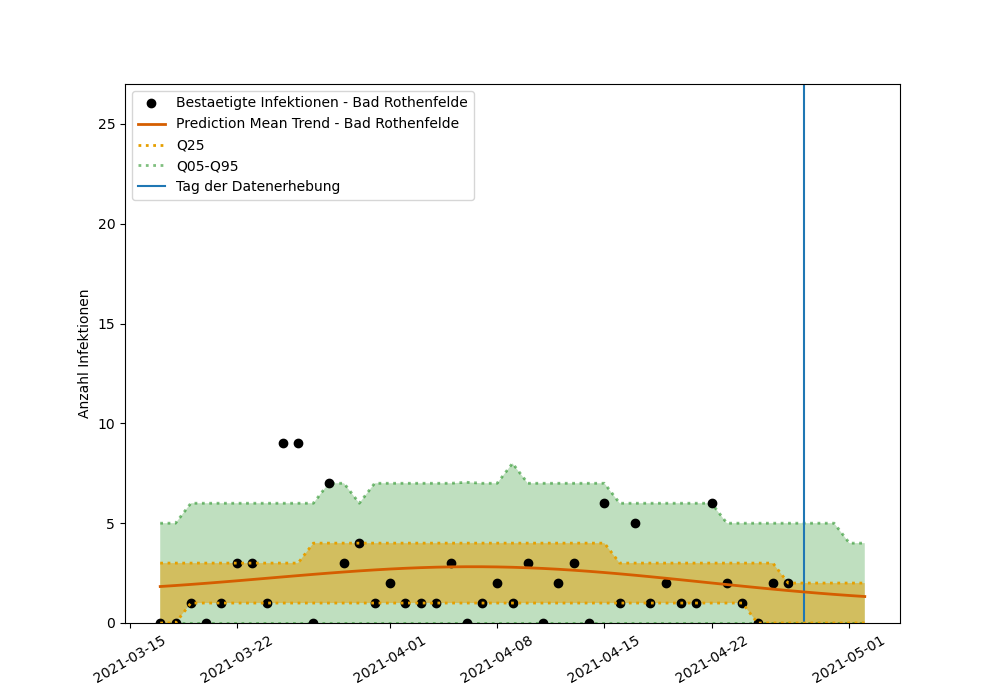 Bestaetigte Infektionen - Bad Rothenfelde
Prediction Mean Trend - Bad Rothenfelde
Q25
Q05-Q95
Tag der Datenerhebung
Anzahl Infektionen
25
20
15
10
5
0
2021-03-15
2021-03-22
2021-04-01
2021-04-08
2021-04-15
2021-04-22
2021-05-01